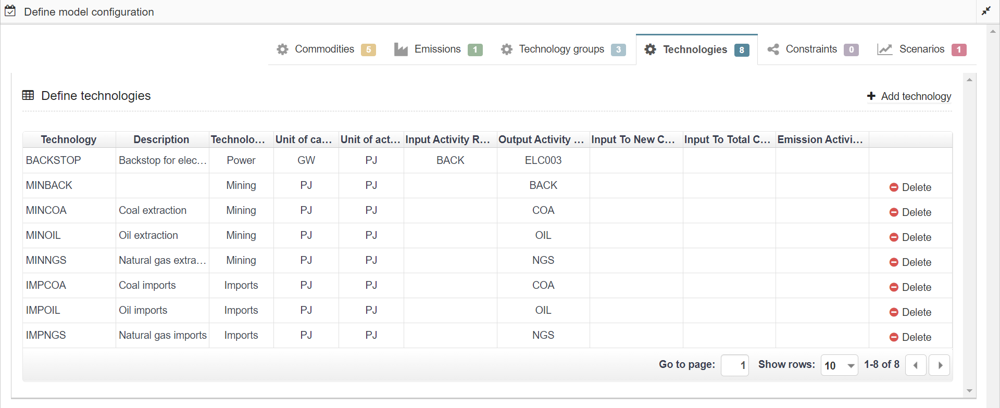 Define model configuration
Commodities 5 Emissions 1 Technology groups 3 Technologies 8 Constraints 0 Scenarios 1
Define technologies
Add technology
Technology Description Technolo... Unit of ca... Unit of act... Input Activity R... Output Activity ... Input To New C... Input To Total C... Emission Activi...
BACKSTOP Backstop for elec... Power GW PJ BACK ELC003
MINBACK Mining PJ PJ BACK Delete
MINCOA Coal extraction Mining PJ PJ COA Delete
MINOIL Oil extraction Mining PJ PJ OIL Delete
MINNGS Natural gas extra... Mining PJ PJ NGS Delete
IMPCOA Coal imports Imports PJ PJ COA Delete
IMPOIL Oil imports Imports PJ PJ OIL Delete
IMPNGS Natural gas imports Imports PJ PJ NGS Delete
Go to page: 1 Show rows: 10 1-8 of 8